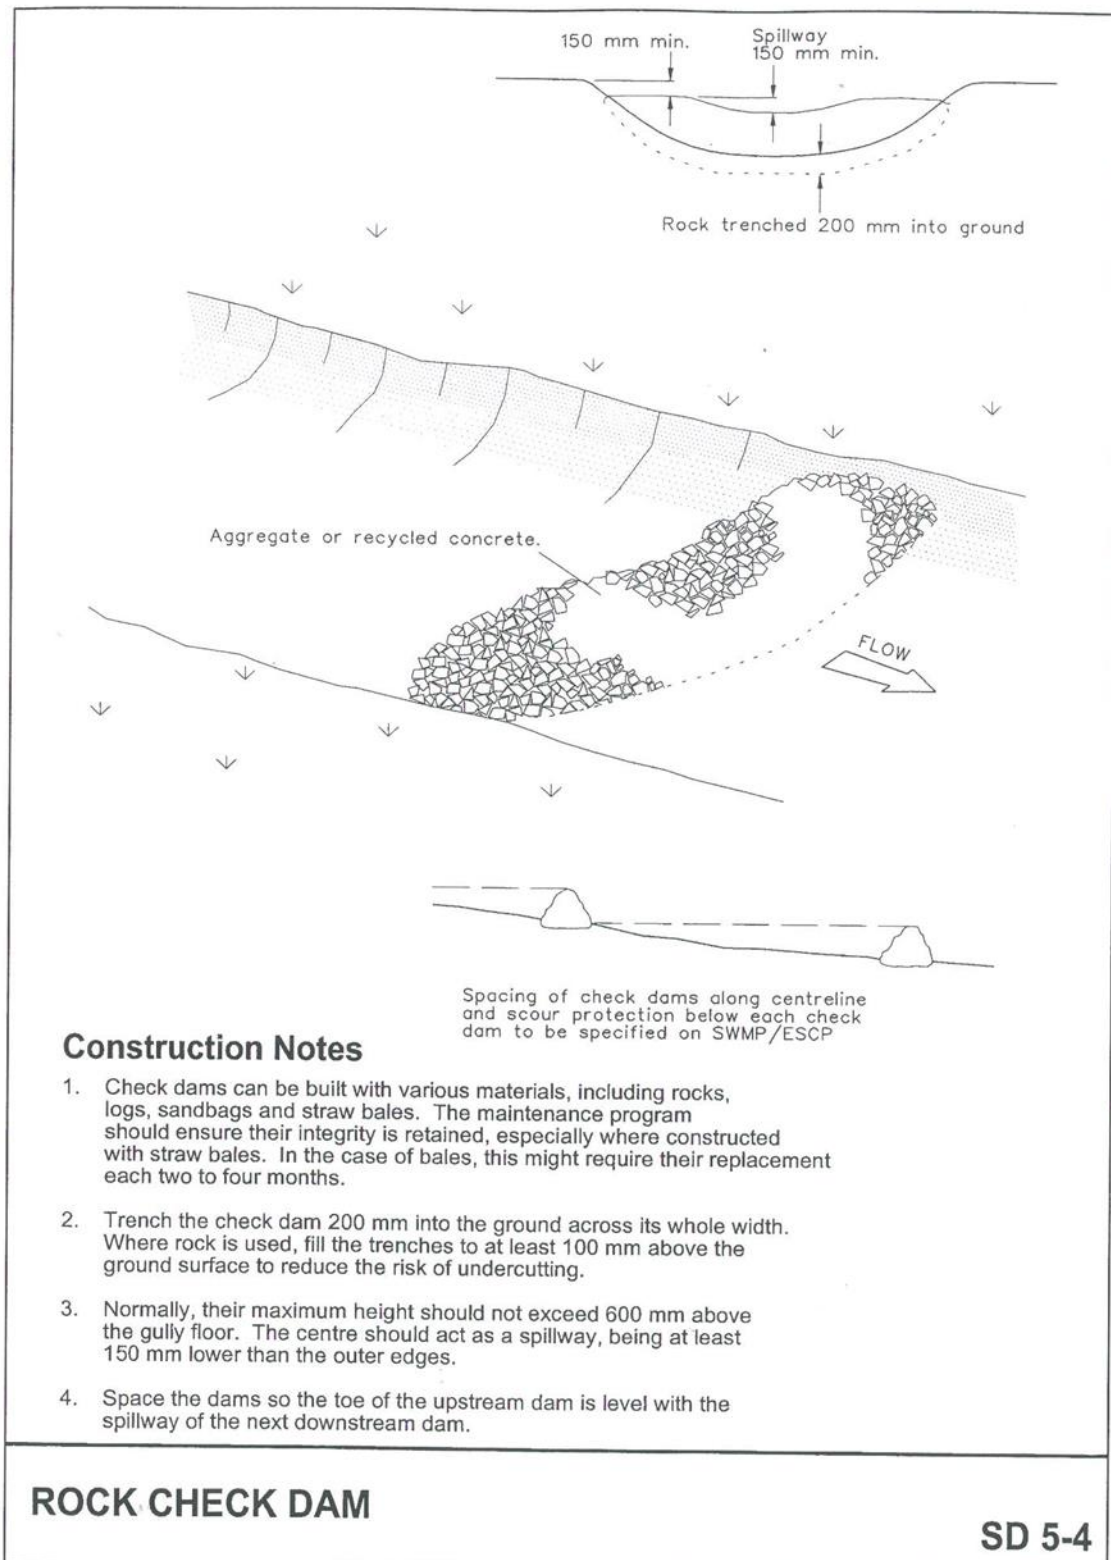 150 mm min.
Spillway
150 mm min.
Rock trenched 200 mm into ground
Aggregate or recycled concrete.
FLOW
Spacing of check dams along centreline
and scour protection below each check
dam to be specified on SWMP/ESCP
Construction Notes
1. Check dams can be built with various materials, including rocks,
logs, sandbags and straw bales. The maintenance program
should ensure their integrity is retained, especially where constructed
with straw bales. In the case of bales, this might require their replacement
each two to four months.
2. Trench the check dam 200 mm into the ground across its whole width.
Where rock is used, fill the trenches to at least 100 mm above the
ground surface to reduce the risk of undercutting.
3. Normally, their maximum height should not exceed 600 mm above
the gully floor. The centre should act as a spillway, being at least
150 mm lower than the outer edges.
4. Space the dams so the toe of the upstream dam is level with the
spillway of the next downstream dam.
ROCK CHECK DAM
SD 5-4